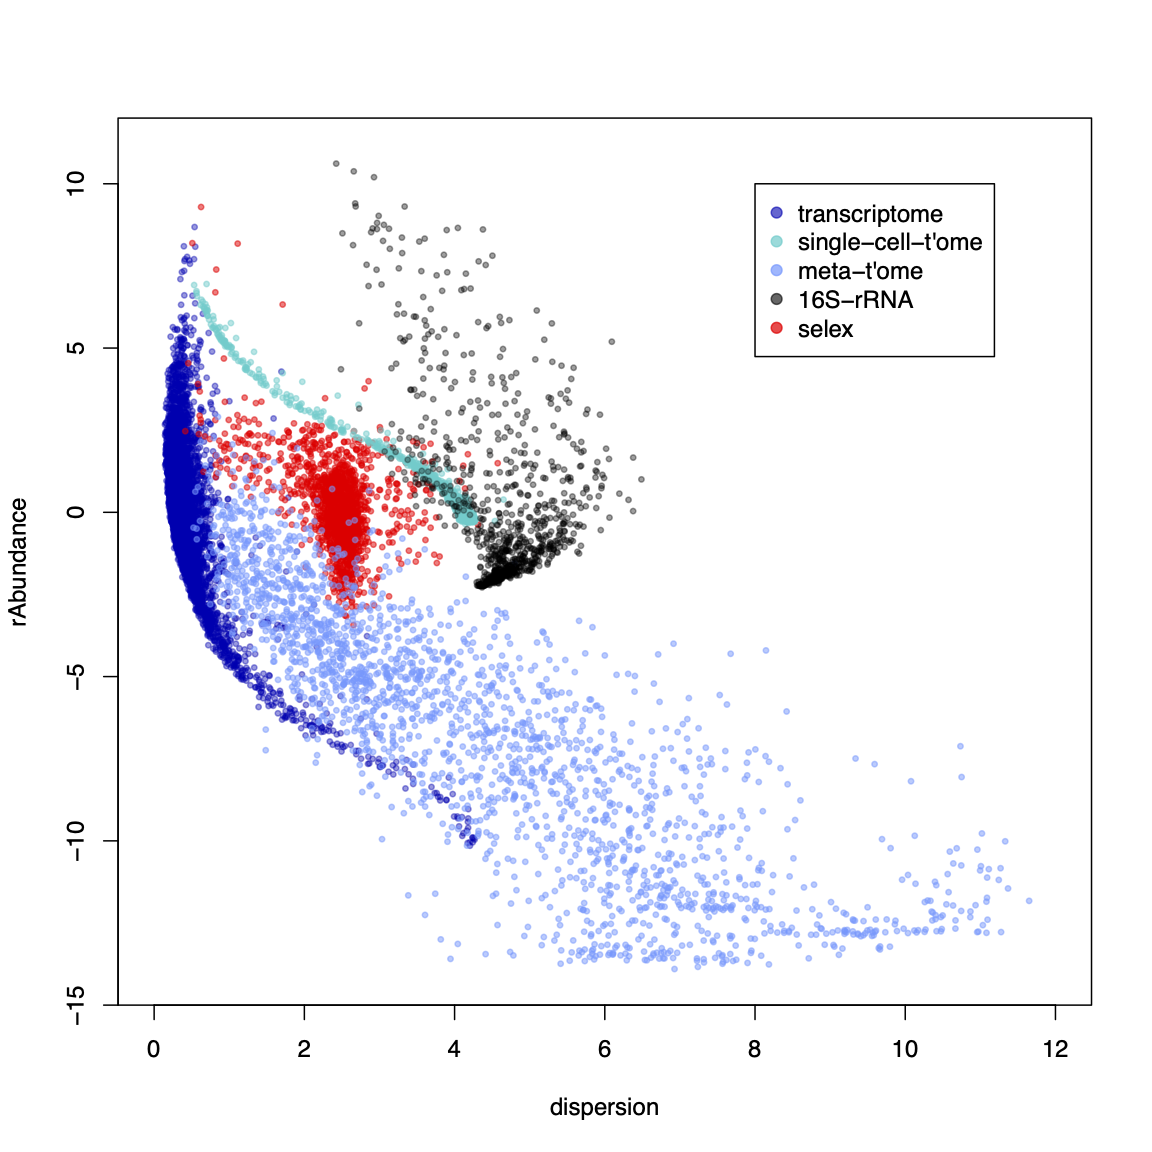 transcriptome
single−cell−t'ome
meta−t'ome
16S−rRNA
selex
10
5
0
−5
−10
−15
rAbundance
0 2 4 6 8 10 12
dispersion